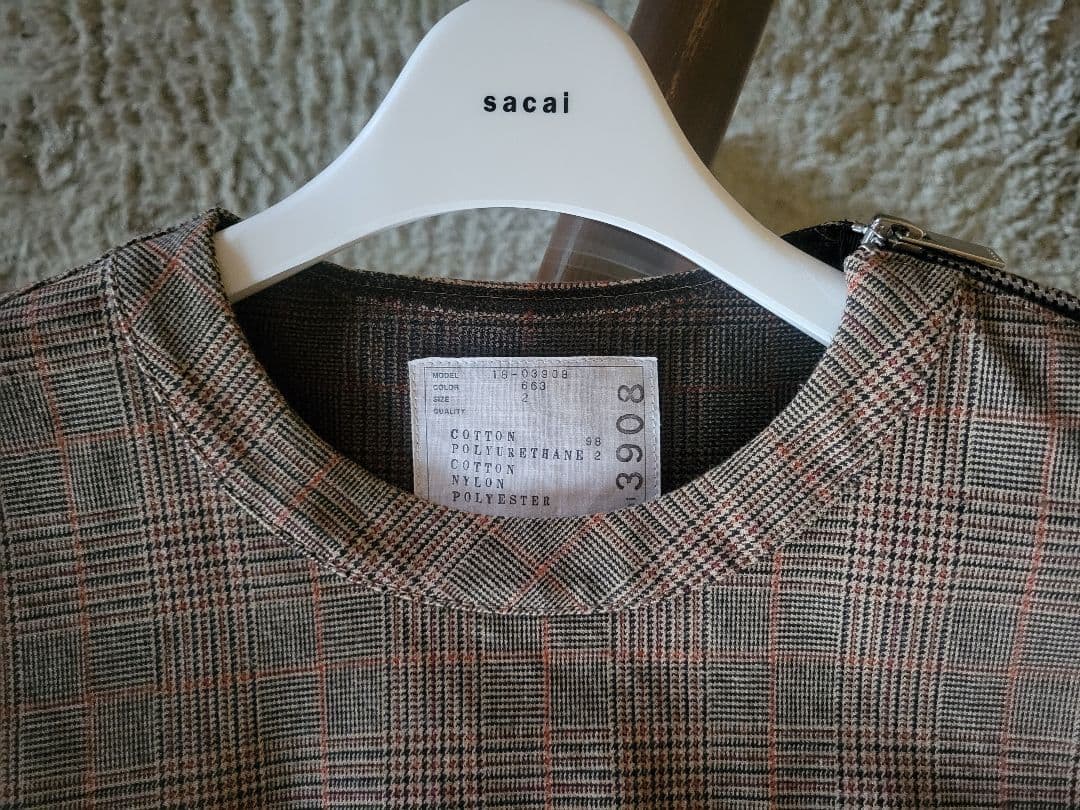 sacai
MODEL 18-03908
COLOR 663
SIZE 2
QUALITY
COTTON 98
POLYURETHANE 2
COTTON
NYLON
POLYESTER
3908